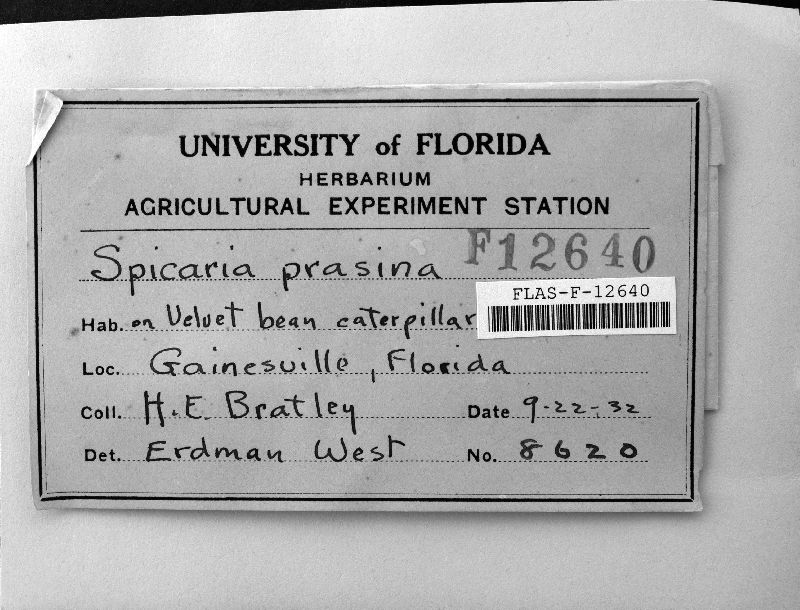 UNIVERSITY of FLORIDA
HERBARIUM
AGRICULTURAL EXPERIMENT STATION
Spicaria prasina F12640
FLAS-F-12640
Hab. on Velvet bean caterpillar
Loc. Gainesville, Florida
Coll. H.E. Bratley Date 9-22-32
Det. Erdman West No. 8620